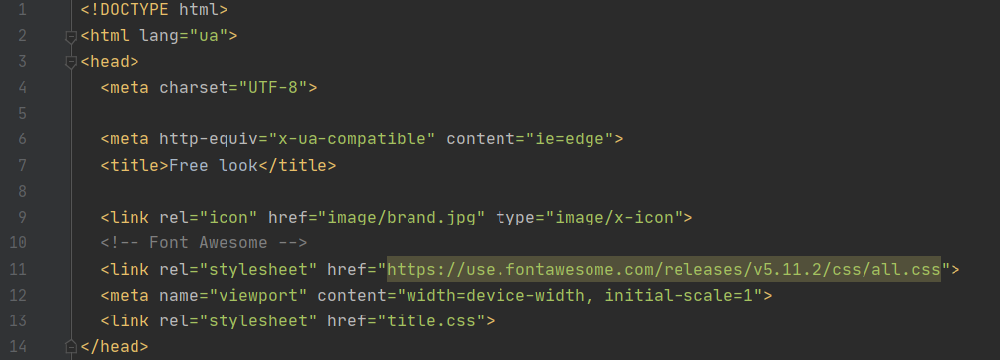 1 <!DOCTYPE html>
2 <html lang="ua">
3 <head>
4 <meta charset="UTF-8">
5
6 <meta http-equiv="x-ua-compatible" content="ie=edge">
7 <title>Free look</title>
8
9 <link rel="icon" href="image/brand.jpg" type="image/x-icon">
10 <!-- Font Awesome -->
11 <link rel="stylesheet" href="https://use.fontawesome.com/releases/v5.11.2/css/all.css">
12 <meta name="viewport" content="width=device-width, initial-scale=1">
13 <link rel="stylesheet" href="title.css">
14 </head>